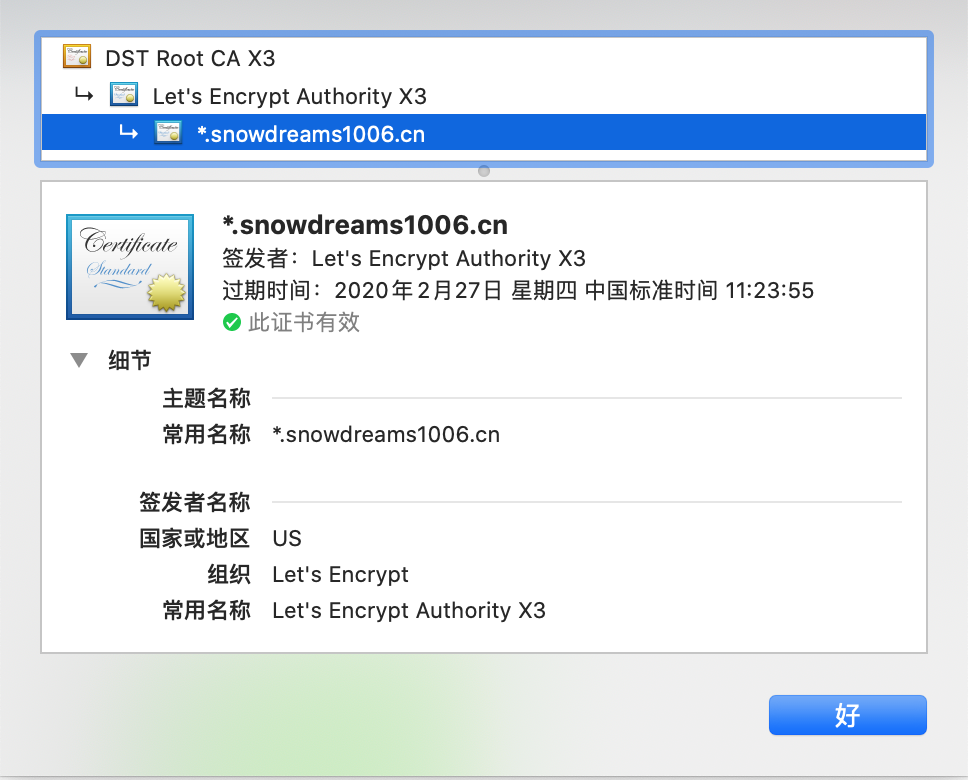 DST Root CA X3
Let's Encrypt Authority X3
*.snowdreams1006.cn
Certificate
Standard
*.snowdreams1006.cn
签发者：Let's Encrypt Authority X3
过期时间：2020年2月27日 星期四 中国标准时间 11:23:55
此证书有效
细节
主题名称
常用名称 *.snowdreams1006.cn
签发者名称
国家或地区 US
组织 Let's Encrypt
常用名称 Let's Encrypt Authority X3
好